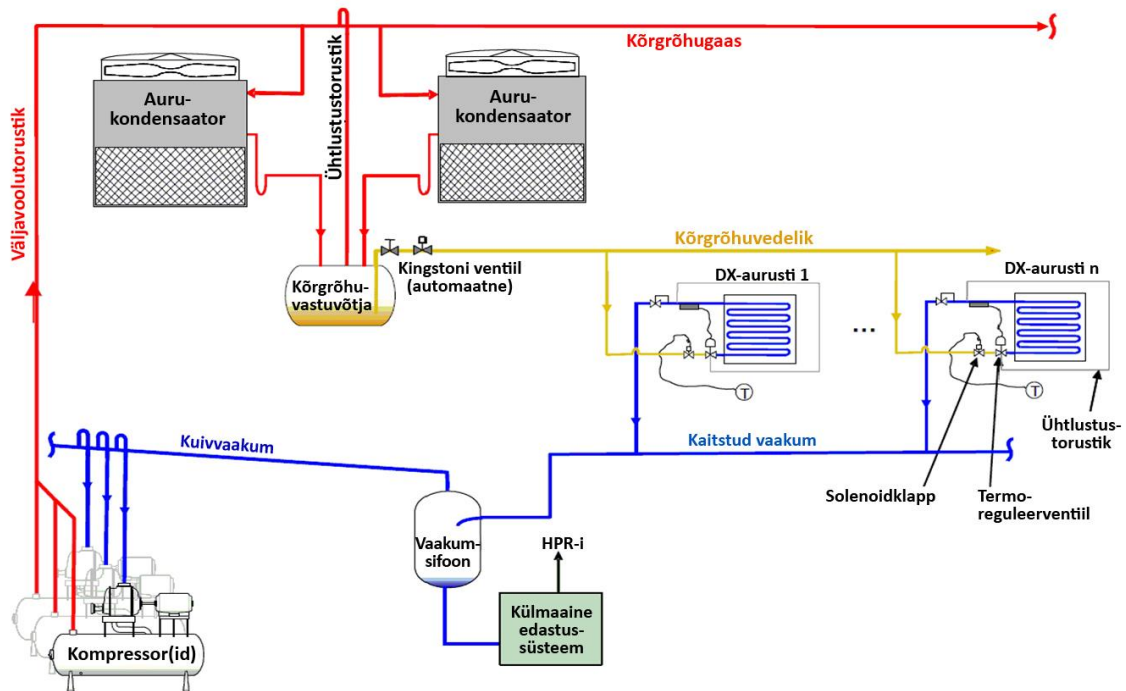 Kõrgrõhugaas
Auru-
kondensaator
Ühtlustustorustik
Auru-
kondensaator
Väljavoolutorustik
Kõrgrõhuvedelik
Kingstoni ventiil
(automaatne)
Kõrgrõhu-
vastuvõtja
DX-aurusti 1
DX-aurusti n
...
T
T
Ühtlustus-
torustik
Kuivvaakum
Kaitstud vaakum
Solenoidklapp
Termo-
reguleerventiil
Vaakum-
sifoon
HPR-i
Külmaaine
edastus-
süsteem
Kompressor(id)